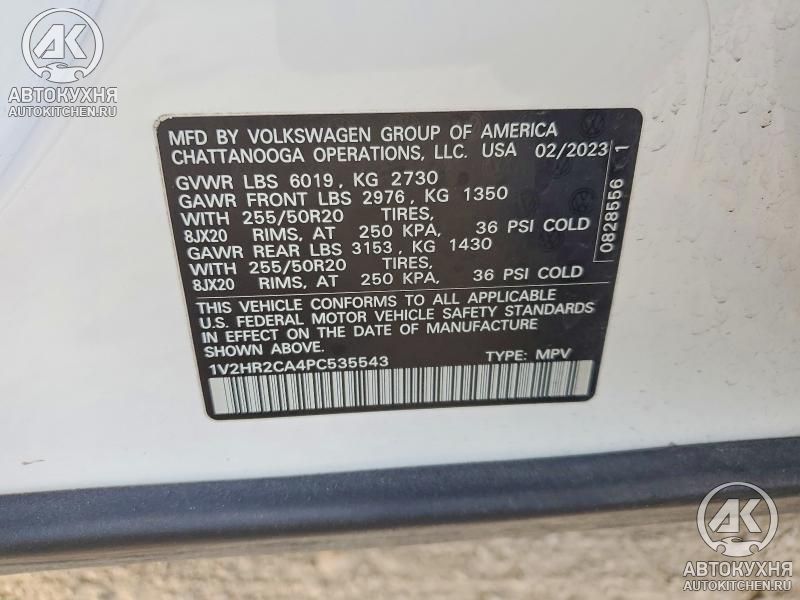 АК
АВТОКУХНЯ
AUTOKITCHEN.RU
MFD BY VOLKSWAGEN GROUP OF AMERICA
CHATTANOOGA OPERATIONS, LLC. USA 02/2023
GVWR LBS 6019, KG 2730
GAWR FRONT LBS 2976, KG 1350
WITH 255/50R20 TIRES,
8JX20 RIMS, AT 250 KPA, 36 PSI COLD
GAWR REAR LBS 3153, KG 1430
WITH 255/50R20 TIRES,
8JX20 RIMS, AT 250 KPA, 36 PSI COLD
THIS VEHICLE CONFORMS TO ALL APPLICABLE
U.S. FEDERAL MOTOR VEHICLE SAFETY STANDARDS
IN EFFECT ON THE DATE OF MANUFACTURE
SHOWN ABOVE.
1V2HR2CA4PC535543 TYPE: MPV
0828556 1
АК
АВТОКУХНЯ
AUTOKITCHEN.RU